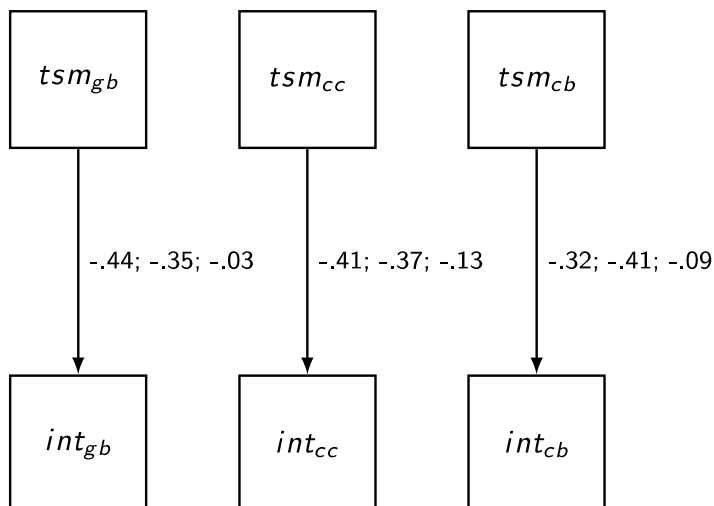 tsm_gb tsm_cc tsm_cb
-.44; -.35; -.03 -.41; -.37; -.13 -.32; -.41; -.09
int_gb int_cc int_cb